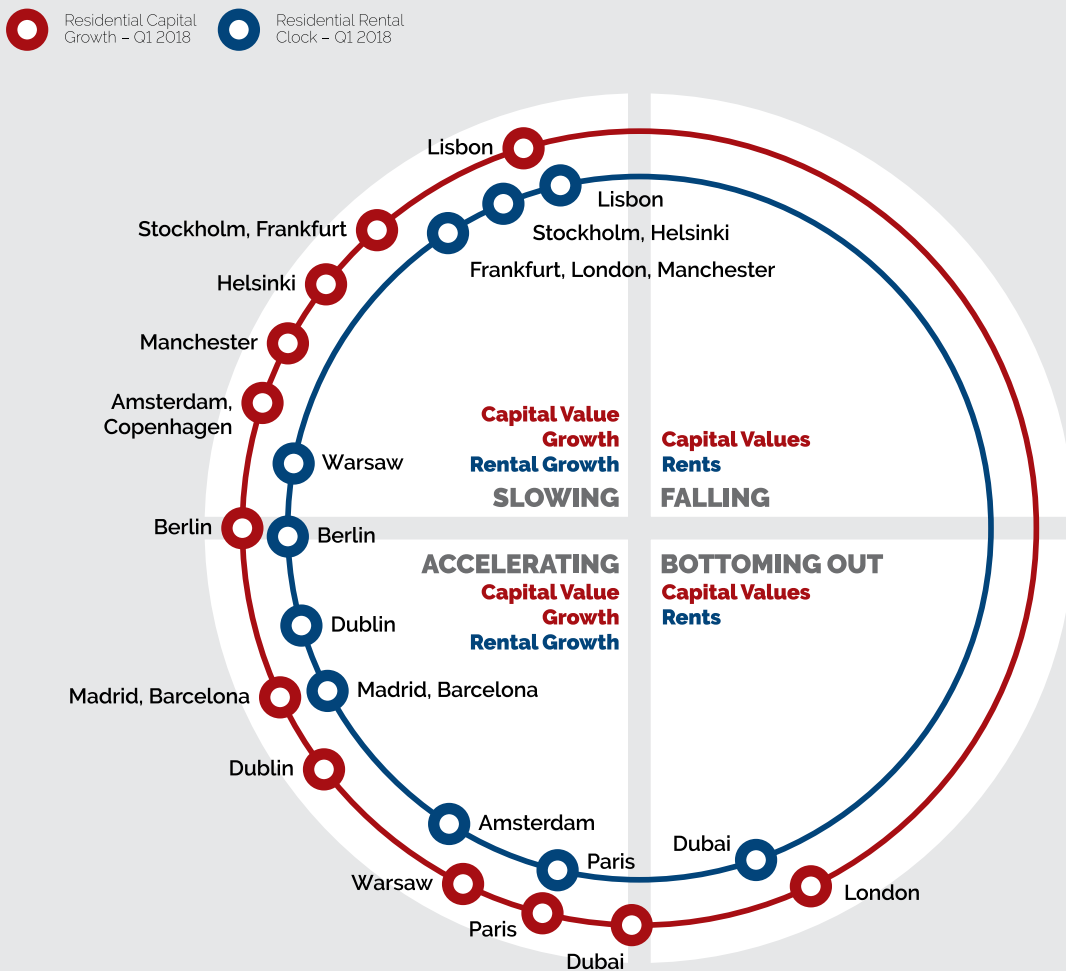 Residential Capital
Growth – Q1 2018
Residential Rental
Clock – Q1 2018
Lisbon
Lisbon
Stockholm, Frankfurt
Stockholm, Helsinki
Frankfurt, London, Manchester
Helsinki
Manchester
Amsterdam,
Copenhagen
Capital Value
Growth
Rental Growth
SLOWING
Capital Values
Rents
FALLING
Warsaw
Berlin
Berlin
ACCELERATING
Capital Value
Growth
Rental Growth
BOTTOMING OUT
Capital Values
Rents
Dublin
Madrid, Barcelona
Madrid, Barcelona
Dublin
Amsterdam
Paris
Dubai
Warsaw
London
Paris
Dubai